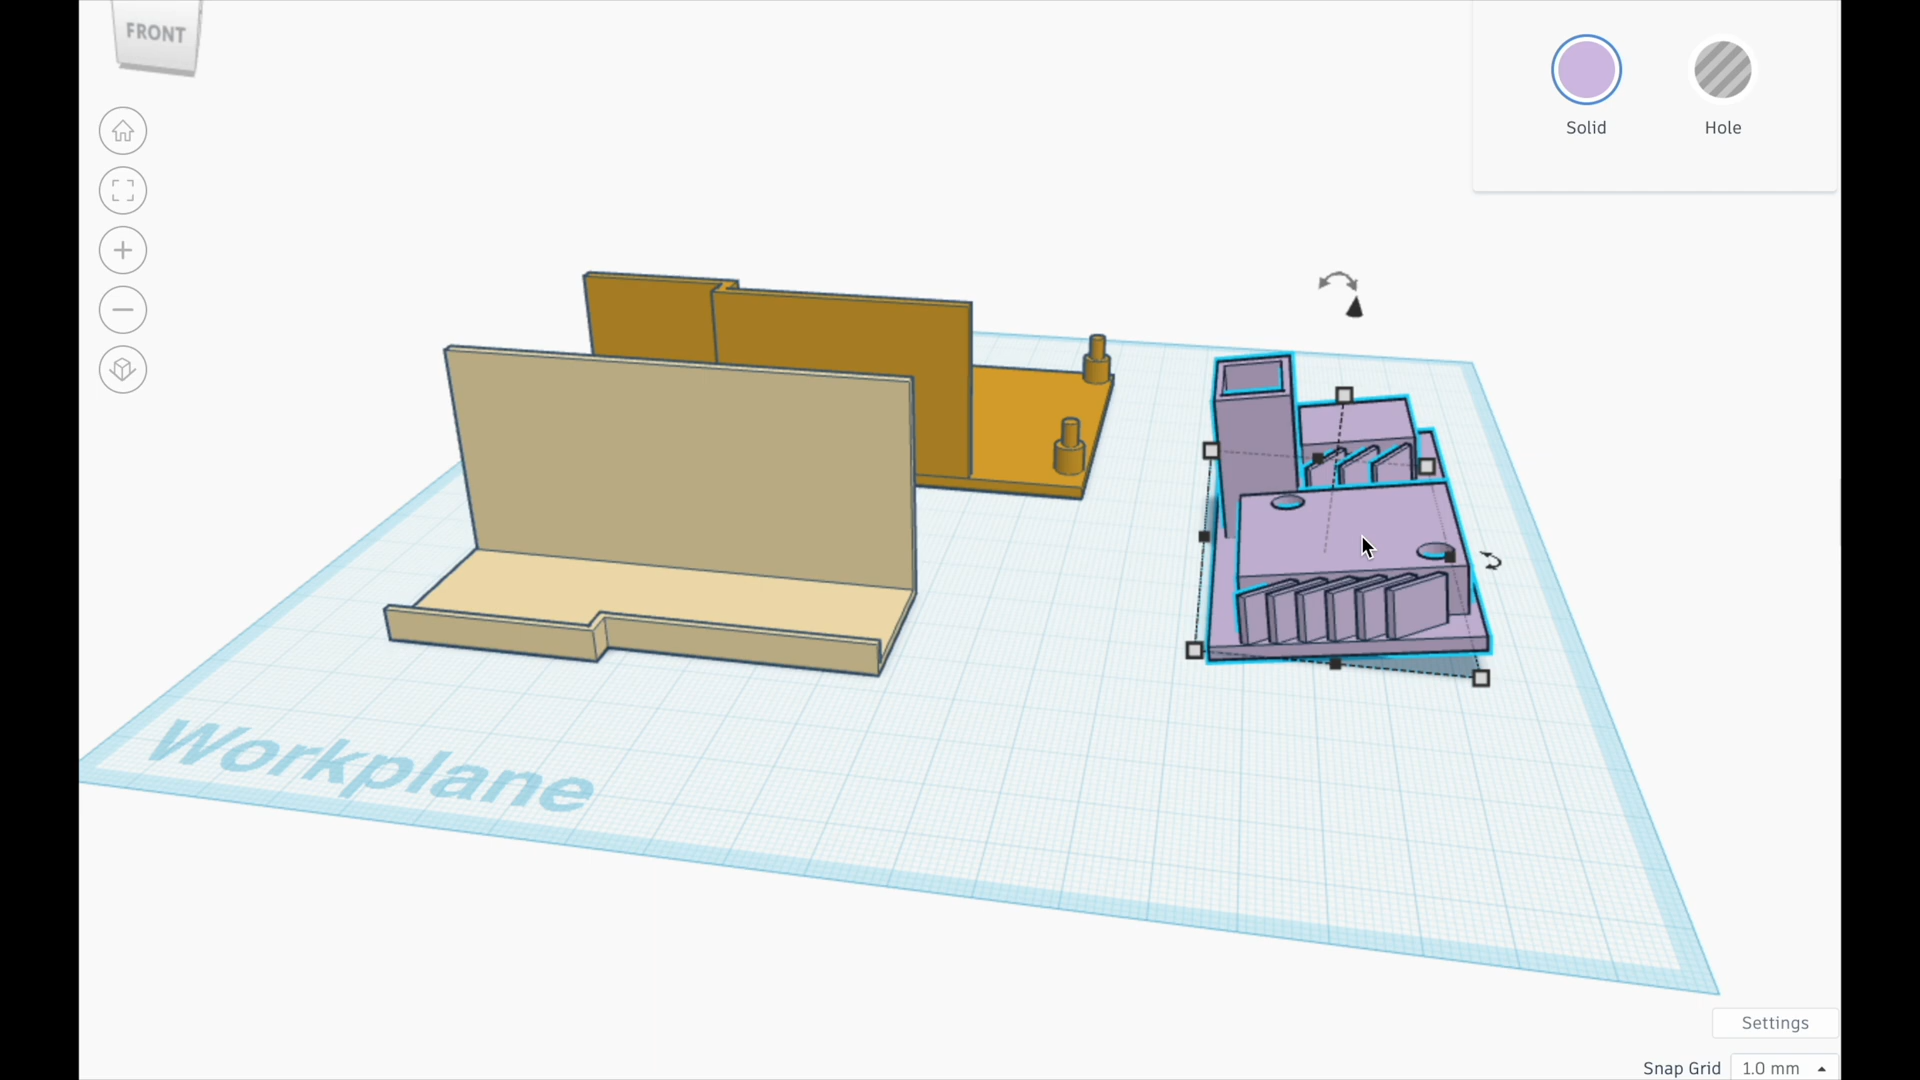 FRONT
Solid
Hole
Workplane
Settings
Snap Grid
1.0 mm